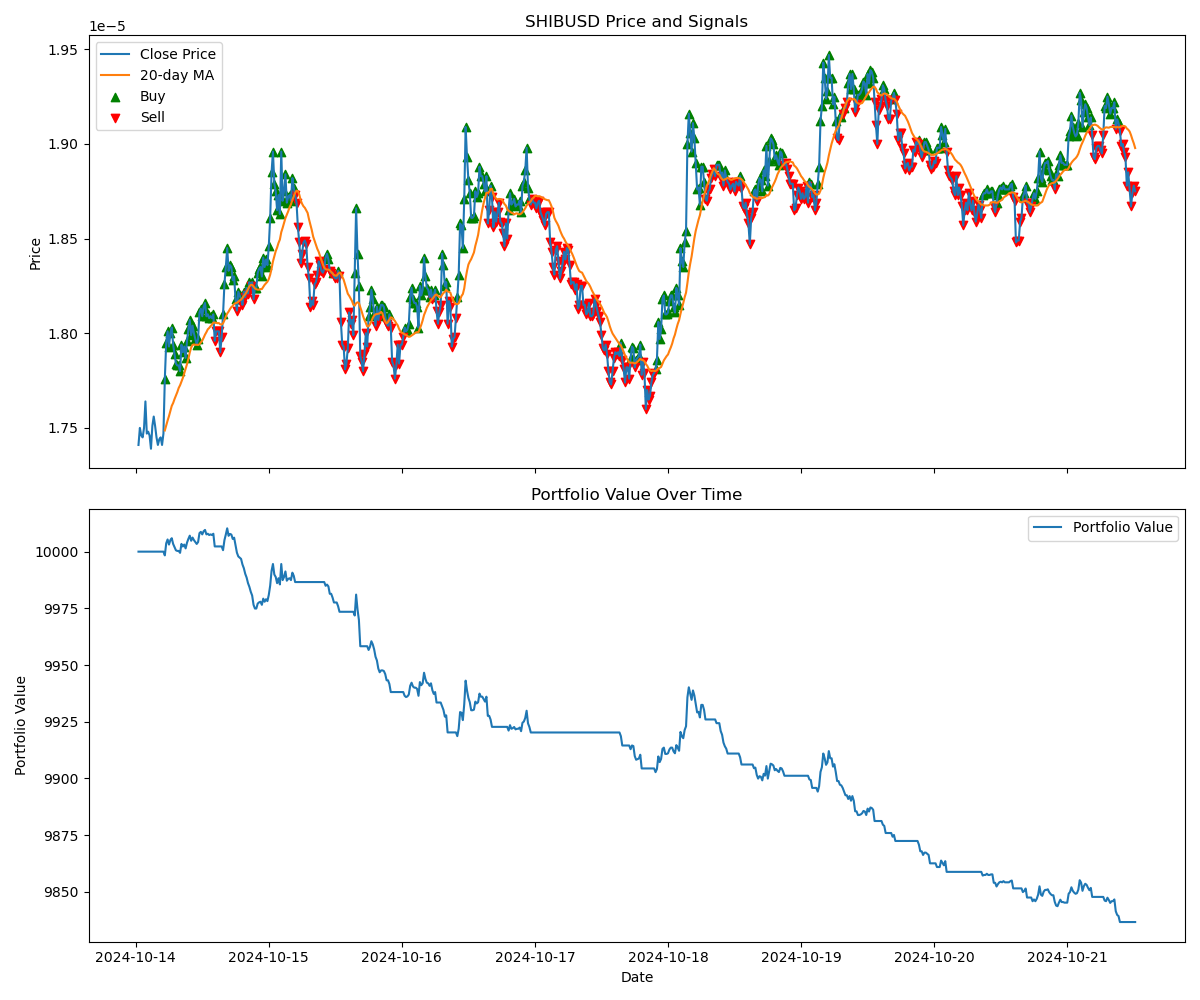 SHIBUSD Price and Signals
1e−5
Close Price
20-day MA
Buy
Sell
1.95
1.90
1.85
1.80
1.75
Price
Portfolio Value Over Time
Portfolio Value
10000
9975
9950
9925
9900
9875
9850
Portfolio Value
2024-10-14 2024-10-15 2024-10-16 2024-10-17 2024-10-18 2024-10-19 2024-10-20 2024-10-21
Date